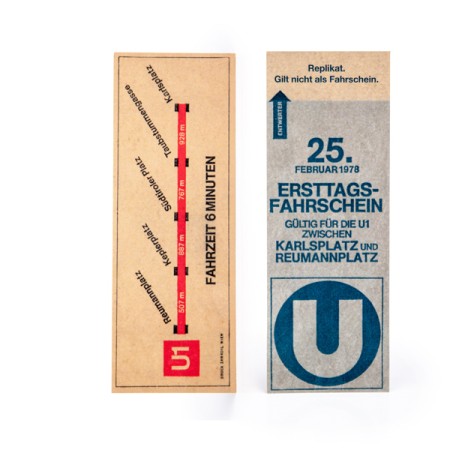 Karlsplatz
928 m
Taubstummengasse
767 m
Südtiroler Platz
Keplerplatz
507 m
Reumannplatz
FAHRZEIT 6 MINUTEN
U1
Replikat.
Gilt nicht als Fahrschein.
ENTWERTER
25.
FEBRUAR 1978
ERSTTAGS-
FAHRSCHEIN
GÜLTIG FÜR DIE U1
ZWISCHEN
KARLSPLATZ UND
REUMANNPLATZ
U